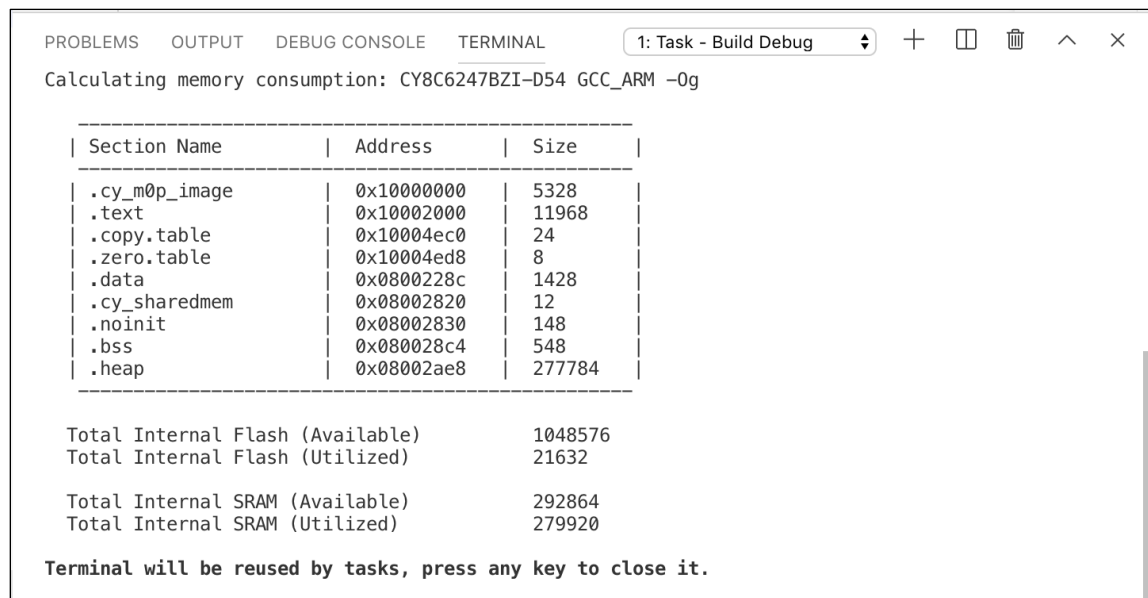 PROBLEMS OUTPUT DEBUG CONSOLE TERMINAL 1: Task - Build Debug
Calculating memory consumption: CY8C6247BZI-D54 GCC_ARM -Og
| Section Name | Address | Size |
| .cy_m0p_image | 0x10000000 | 5328 |
| .text | 0x10002000 | 11968 |
| .copy.table | 0x10004ec0 | 24 |
| .zero.table | 0x10004ed8 | 8 |
| .data | 0x0800228c | 1428 |
| .cy_sharedmem | 0x08002820 | 12 |
| .noinit | 0x08002830 | 148 |
| .bss | 0x080028c4 | 548 |
| .heap | 0x08002ae8 | 277784 |
Total Internal Flash (Available) 1048576
Total Internal Flash (Utilized) 21632
Total Internal SRAM (Available) 292864
Total Internal SRAM (Utilized) 279920
Terminal will be reused by tasks, press any key to close it.